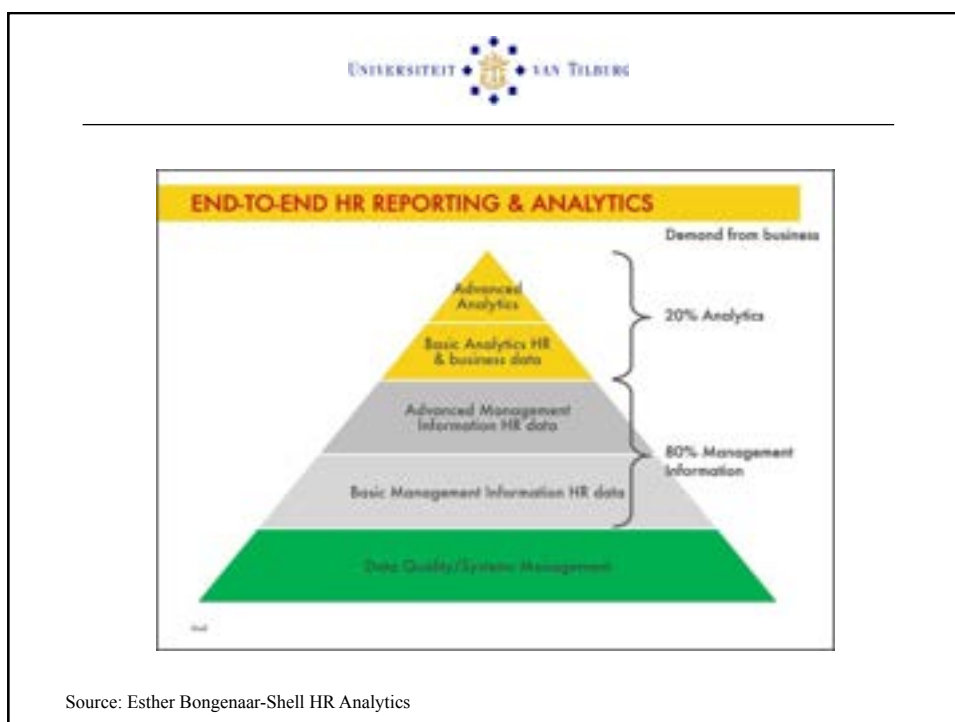 UNIVERSITEIT VAN TILBURG
END-TO-END HR REPORTING & ANALYTICS
Demand from business
Advanced
Analytics
20% Analytics
Basic Analytics HR
& business data
Advanced Management
Information HR data
80% Management
Information
Basic Management Information HR data
Data Quality/Systems Management
Source: Esther Bongenaar-Shell HR Analytics